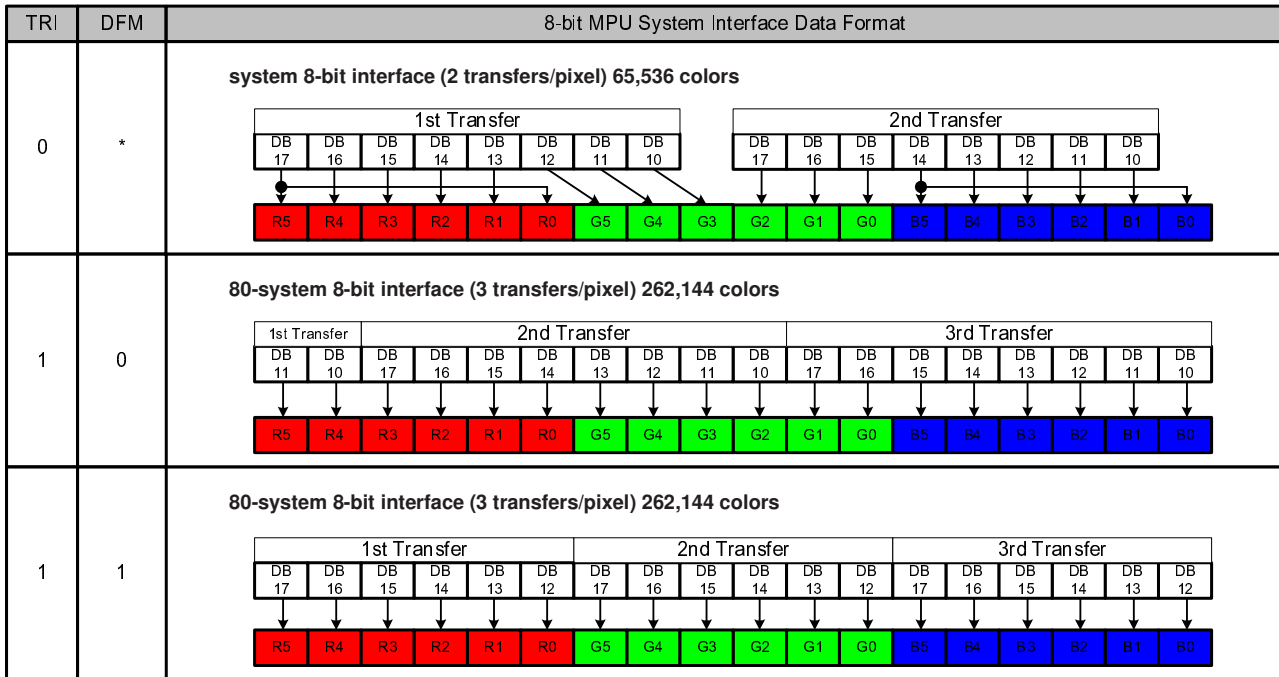 TRI DFM 8-bit MPU System Interface Data Format
system 8-bit interface (2 transfers/pixel) 65,536 colors
1st Transfer 2nd Transfer
DB DB DB DB DB DB DB DB DB DB DB DB DB DB DB DB
17 16 15 14 13 12 11 10 17 16 15 14 13 12 11 10
0 *
R5 R4 R3 R2 R1 R0 G5 G4 G3 G2 G1 G0 B5 B4 B3 B2 B1 B0
80-system 8-bit interface (3 transfers/pixel) 262,144 colors
1st Transfer 2nd Transfer 3rd Transfer
DB DB DB DB DB DB DB DB DB DB DB DB DB DB DB DB DB DB
11 10 17 16 15 14 13 12 11 10 17 16 15 14 13 12 11 10
1 0
R5 R4 R3 R2 R1 R0 G5 G4 G3 G2 G1 G0 B5 B4 B3 B2 B1 B0
80-system 8-bit interface (3 transfers/pixel) 262,144 colors
1st Transfer 2nd Transfer 3rd Transfer
DB DB DB DB DB DB DB DB DB DB DB DB DB DB DB DB DB DB
17 16 15 14 13 12 17 16 15 14 13 12 17 16 15 14 13 12
1 1
R5 R4 R3 R2 R1 R0 G5 G4 G3 G2 G1 G0 B5 B4 B3 B2 B1 B0